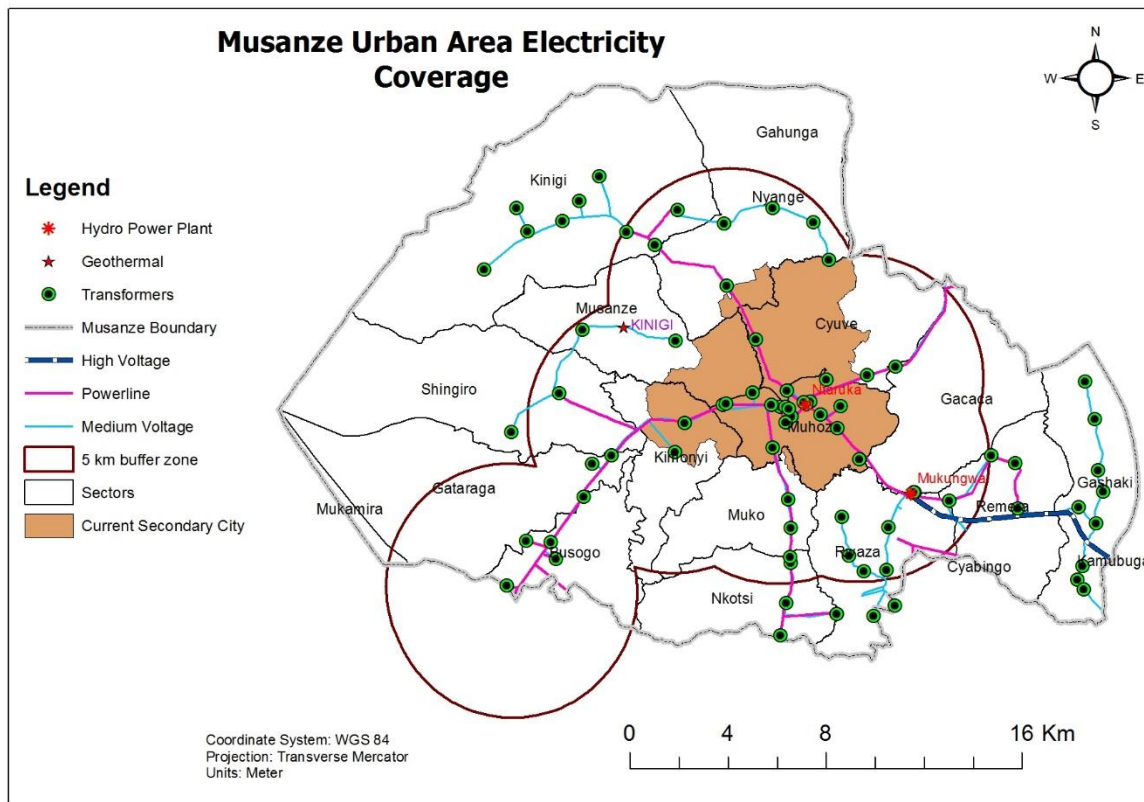 Musanze Urban Area Electricity
Coverage
N
W
E
S
Legend
Hydro Power Plant
Geothermal
Transformers
Musanze Boundary
High Voltage
Powerline
Medium Voltage
5 km buffer zone
Sectors
Current Secondary City
Gahunga
Kinigi
Nyange
Musanze
KINIGI
Cyuve
Shingiro
Gacaca
Muhoza
Kimonyi
Mukungwa
Gashaki
Gataraga
Mukamira
Remera
Muko
Busogo
Rwaza
Cyabingo
Kamubuga
Nkotsi
Coordinate System: WGS 84
Projection: Transverse Mercator
Units: Meter
0 4 8 16 Km